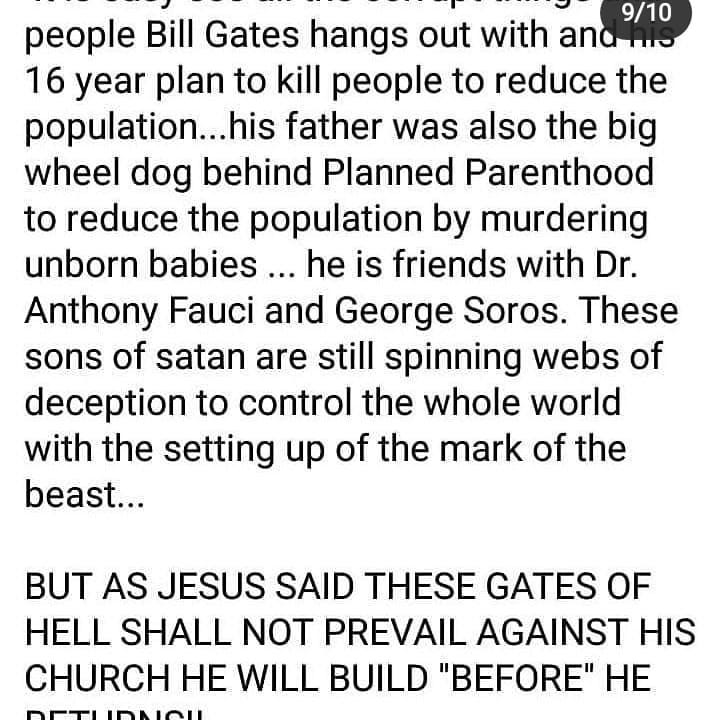 9/10
people Bill Gates hangs out with and his
16 year plan to kill people to reduce the
population...his father was also the big
wheel dog behind Planned Parenthood
to reduce the population by murdering
unborn babies ... he is friends with Dr.
Anthony Fauci and George Soros. These
sons of satan are still spinning webs of
deception to control the whole world
with the setting up of the mark of the
beast...
BUT AS JESUS SAID THESE GATES OF
HELL SHALL NOT PREVAIL AGAINST HIS
CHURCH HE WILL BUILD "BEFORE" HE
RETURNS!!